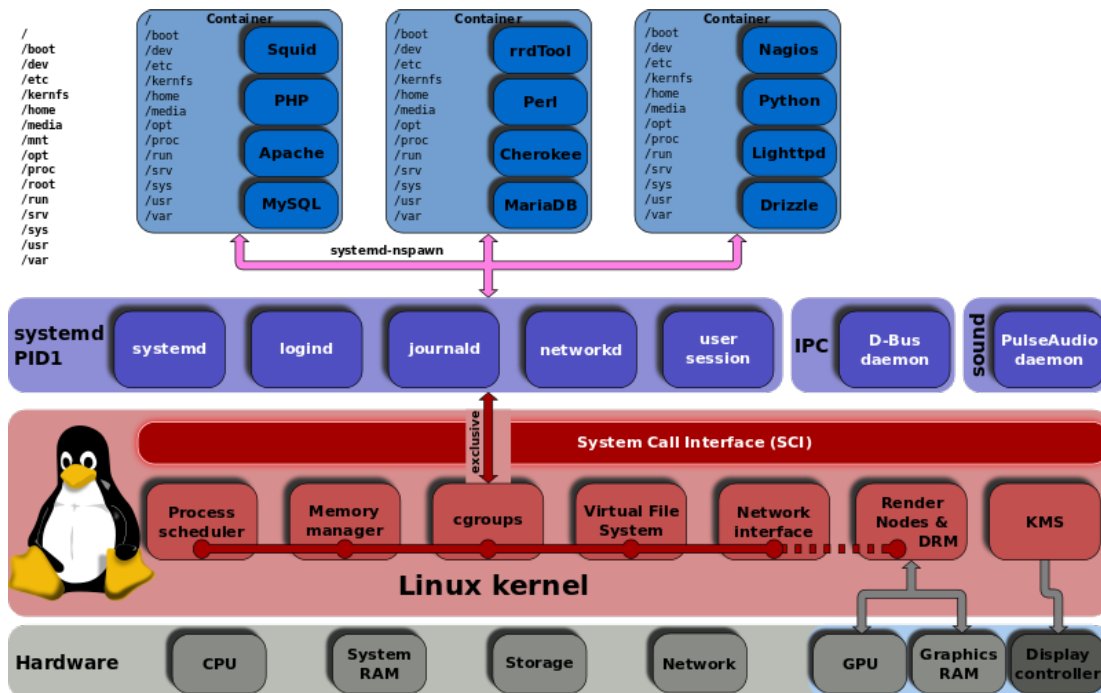 /
/boot
/dev
/etc
/kernfs
/home
/media
/mnt
/opt
/proc
/root
/run
/srv
/sys
/usr
/var
/
Container
/boot
/dev
/etc
/kernfs
/home
/media
/opt
/proc
/run
/srv
/sys
/usr
/var
Squid
PHP
Apache
MySQL
/
Container
/boot
/dev
/etc
/kernfs
/home
/media
/opt
/proc
/run
/srv
/sys
/usr
/var
rrdTool
Perl
Cherokee
MariaDB
/
Container
/boot
/dev
/etc
/kernfs
/home
/media
/opt
/proc
/run
/srv
/sys
/usr
/var
Nagios
Python
Lighttpd
Drizzle
systemd-nspawn
systemd
PID1
systemd
logind
journald
networkd
user
session
IPC
D-Bus
daemon
sound
PulseAudio
daemon
exclusive
System Call Interface (SCI)
Process
scheduler
Memory
manager
cgroups
Virtual File
System
Network
interface
Render
Nodes &
DRM
KMS
Linux kernel
Hardware
CPU
System
RAM
Storage
Network
GPU
Graphics
RAM
Display
controller